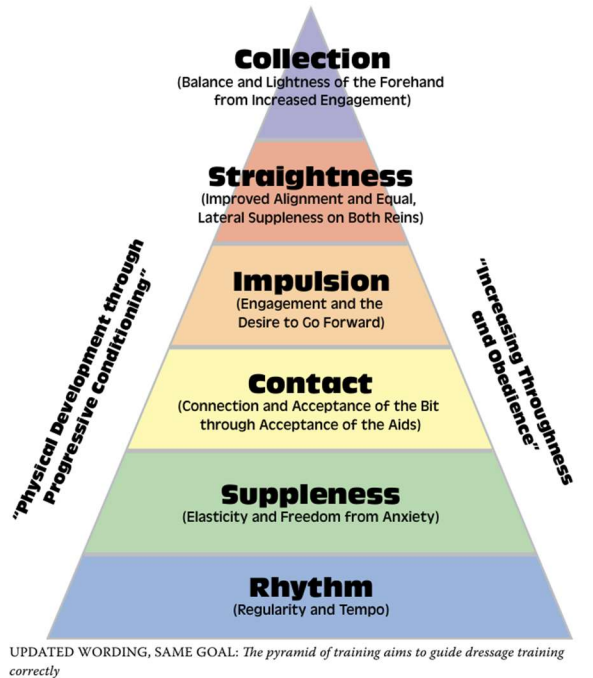 Collection
(Balance and Lightness of the Forehand
from Increased Engagement)
Straightness
(Improved Alignment and Equal,
Lateral Suppleness on Both Reins)
Impulsion
(Engagement and the
Desire to Go Forward)
Contact
(Connection and Acceptance of the Bit
through Acceptance of the Aids)
Suppleness
(Elasticity and Freedom from Anxiety)
Rhythm
(Regularity and Tempo)
"Physical Development through
Progressive Conditioning"
"Increasing Throughness
and Obedience"
UPDATED WORDING, SAME GOAL: The pyramid of training aims to guide dressage training
correctly